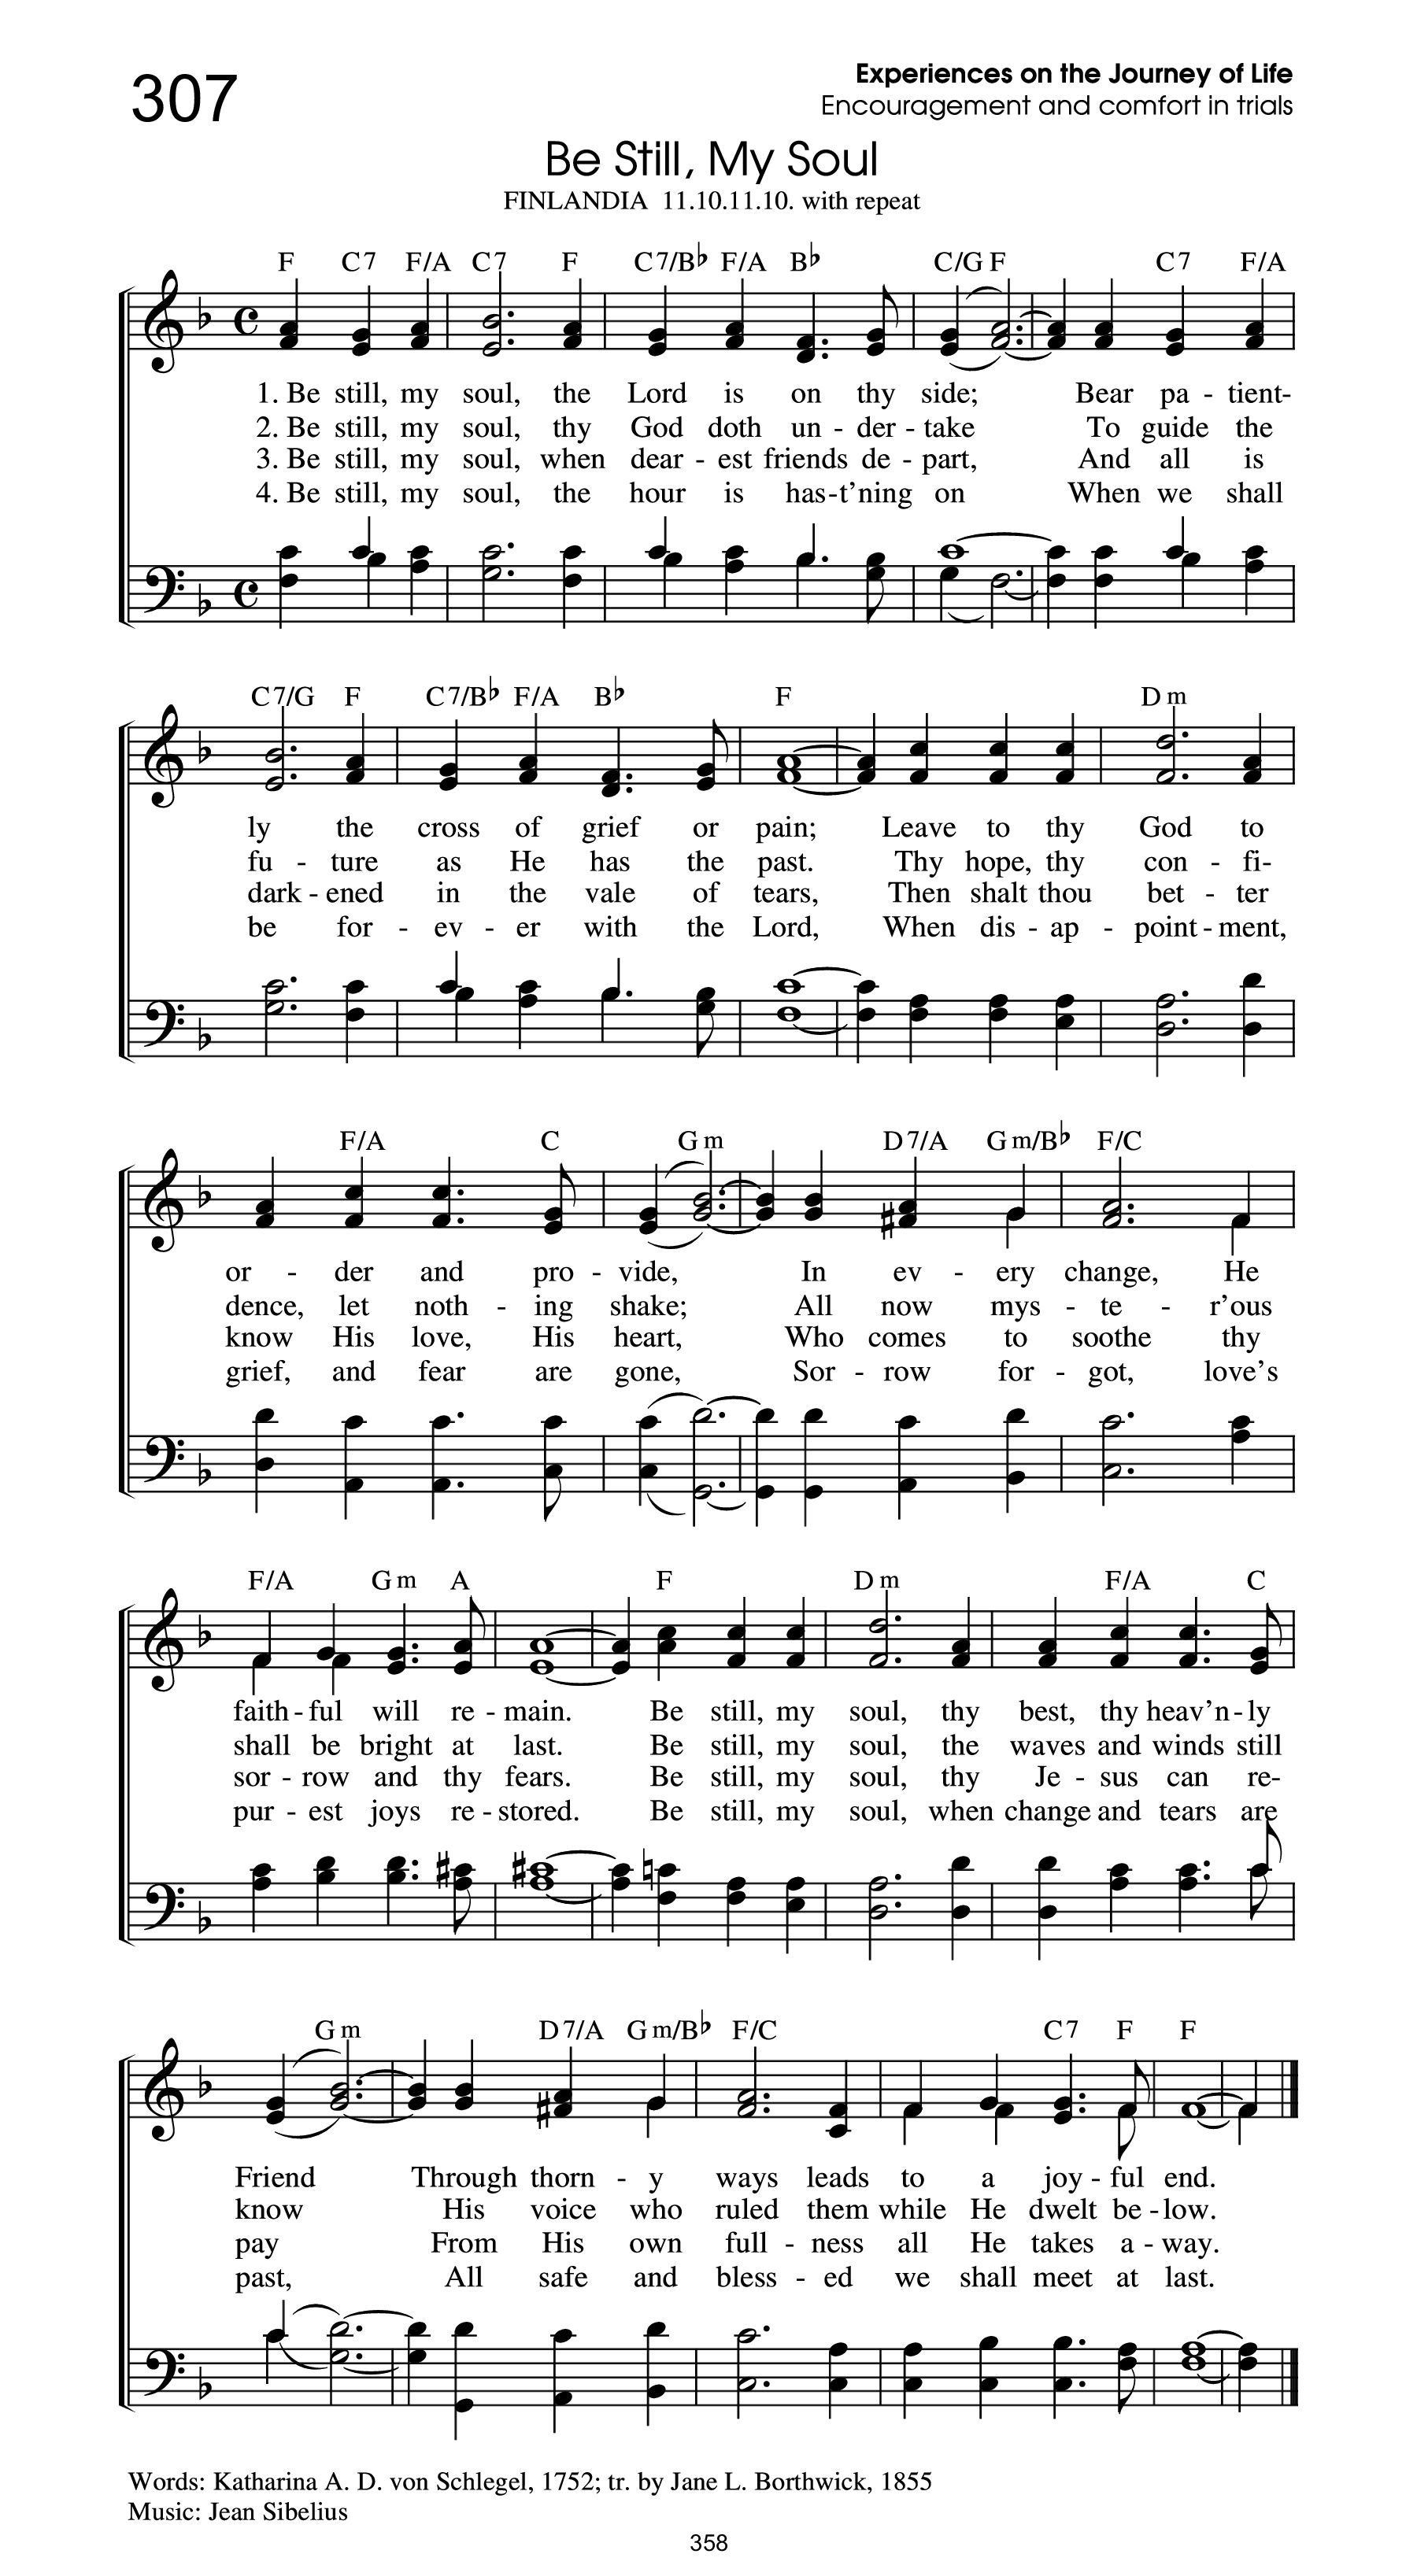 307
Experiences on the Journey of Life
Encouragement and comfort in trials
Be Still, My Soul
FINLANDIA 11.10.11.10. with repeat
F C7 F/A C7 F C7/B♭ F/A B♭ C/G F C7 F/A
1. Be still, my soul, the Lord is on thy side; Bear pa - tient-
2. Be still, my soul, thy God doth un - der - take To guide the
3. Be still, my soul, when dear - est friends de - part, And all is
4. Be still, my soul, the hour is has - t'ning on When we shall
C7/G F C7/B♭ F/A B♭ F Dm
ly the cross of grief or pain; Leave to thy God to
fu - ture as He has the past. Thy hope, thy con - fi-
dark - ened in the vale of tears, Then shalt thou bet - ter
be for - ev - er with the Lord, When dis - ap - point - ment,
F/A C Gm D7/A Gm/B♭ F/C
or - der and pro - vide, In ev - ery change, He
dence, let noth - ing shake; All now mys - te - r'ous
know His love, His heart, Who comes to soothe thy
grief, and fear are gone, Sor - row for - got, love's
F/A Gm A F Dm F/A C
faith - ful will re - main. Be still, my soul, thy best, thy heav'n - ly
shall be bright at last. Be still, my soul, the waves and winds still
sor - row and thy fears. Be still, my soul, thy Je - sus can re-
pur - est joys re - stored. Be still, my soul, when change and tears are
Gm D7/A Gm/B♭ F/C C7 F F
Friend Through thorn - y ways leads to a joy - ful end.
know His voice who ruled them while He dwelt be - low.
pay From His own full - ness all He takes a - way.
past, All safe and bless - ed we shall meet at last.
Words: Katharina A. D. von Schlegel, 1752; tr. by Jane L. Borthwick, 1855
Music: Jean Sibelius
358